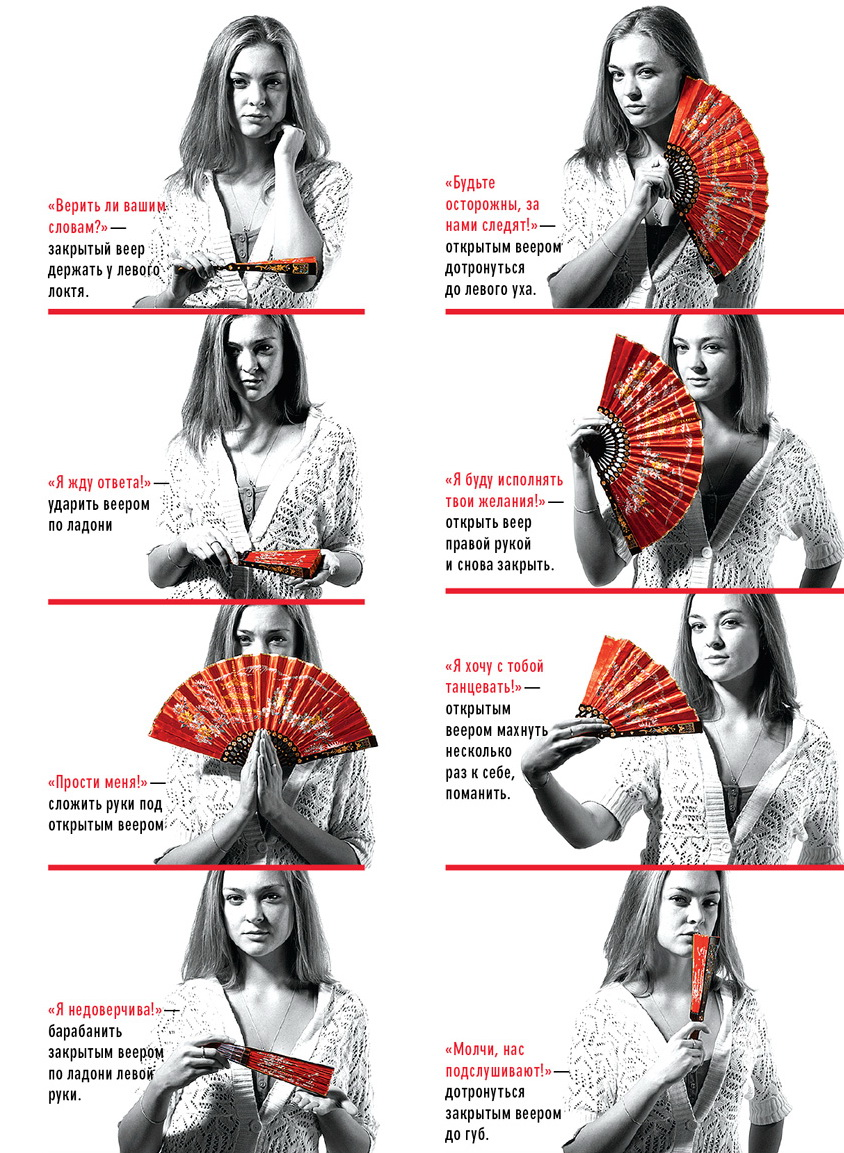 «Верить ли вашим
словам?» —
закрытый веер
держать у левого
локтя.
«Будьте
осторожны, за
нами следят!» —
открытым веером
дотронуться
до левого уха.
«Я жду ответа!» —
ударить веером
по ладони
«Я буду исполнять
твои желания!» —
открыть веер
правой рукой
и снова закрыть.
«Прости меня!» —
сложить руки под
открытым веером
«Я хочу с тобой
танцевать!» —
открытым
веером махнуть
несколько
раз к себе,
поманить.
«Я недоверчива!» —
барабанить
закрытым веером
по ладони левой
руки.
«Молчи, нас
подслушивают!» —
дотронуться
закрытым веером
до губ.